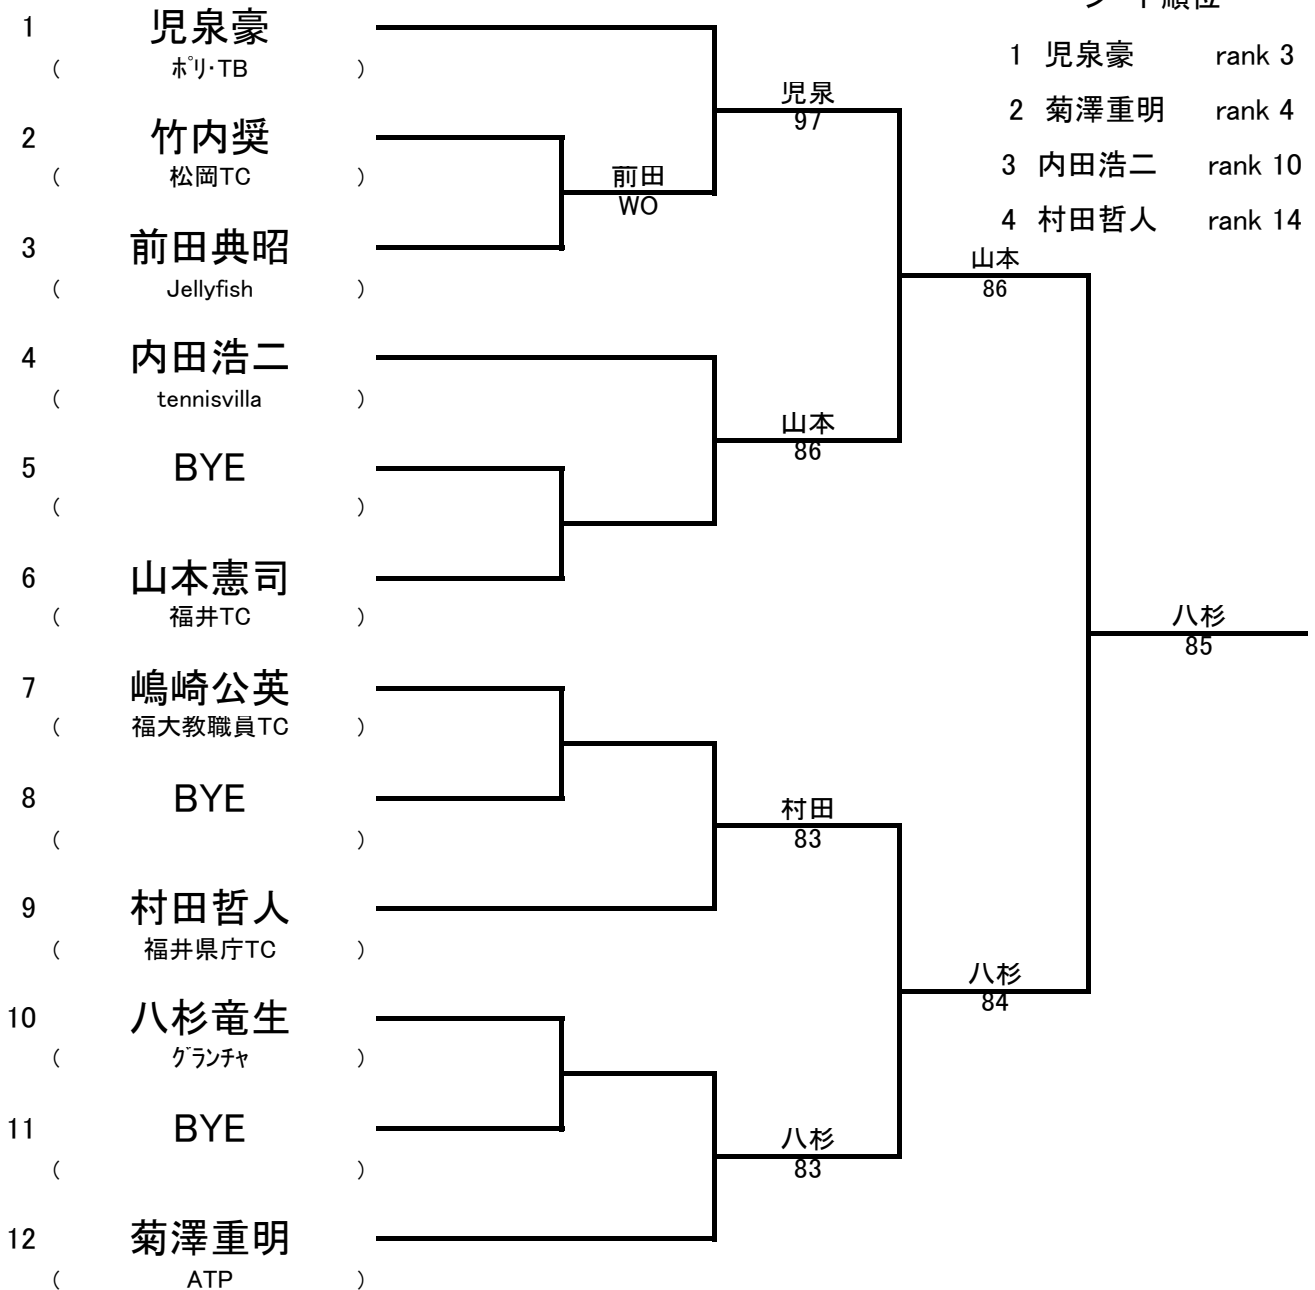 1 児泉豪
( ﾎﾟﾘ･TB )
2 竹内奨
( 松岡TC )
3 前田典昭
( Jellyfish )
4 内田浩二
( tennisvilla )
5 BYE
( )
6 山本憲司
( 福井TC )
7 嶋崎公英
( 福大教職員TC )
8 BYE
( )
9 村田哲人
( 福井県庁TC )
10 八杉竜生
( ｸﾞランチャ )
11 BYE
( )
12 菊澤重明
( ATP )
前田
WO
児泉
97
山本
86
村田
83
八杉
83
山本
86
八杉
84
八杉
85
シード順位
1 児泉豪 rank 3
2 菊澤重明 rank 4
3 内田浩二 rank 10
4 村田哲人 rank 14